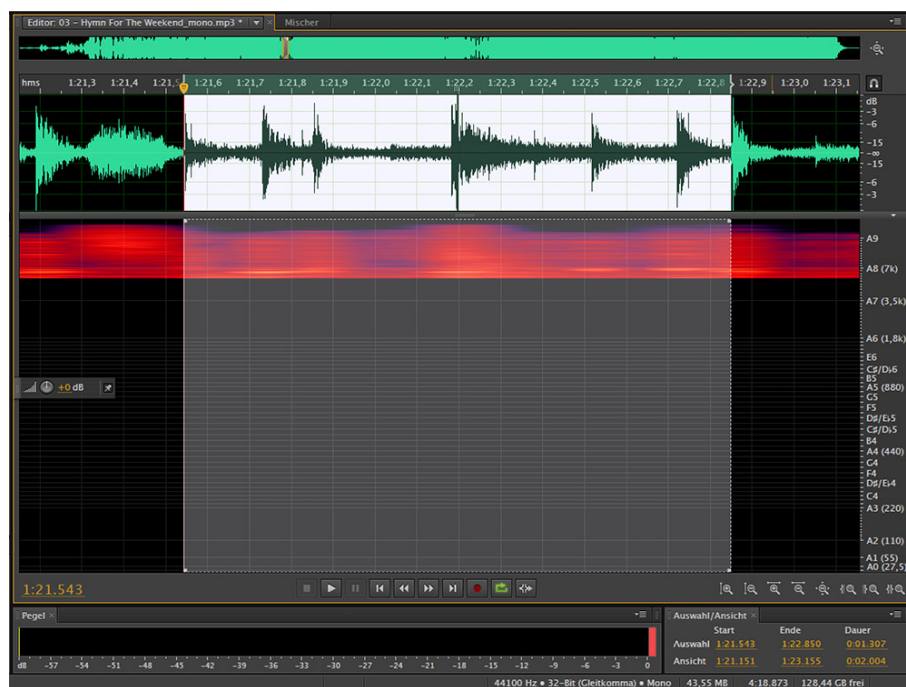 Editor: 03 – Hymn For The Weekend_mono.mp3 * Mischer
hms 1:21,3 1:21,4 1:21,5 1:21,6 1:21,7 1:21,8 1:21,9 1:22,0 1:22,1 1:22,2 1:22,3 1:22,4 1:22,5 1:22,6 1:22,7 1:22,8 1:22,9 1:23,0 1:23,1
dB
-3
-6
-15
-∞
-15
-6
-3
A9
A8 (7k)
A7 (3,5k)
A6 (1,8k)
E6
C♯/D♭6
B5
A5 (880)
G5
F5
D♯/E♭5
C♯/D♭5
B4
A4 (440)
G4
F4
D♯/E♭4
C4
A3 (220)
A2 (110)
A1 (55)
A0 (27,5)
+0 dB
1:21.543
Pegel
dB -57 -54 -51 -48 -45 -42 -39 -36 -33 -30 -27 -24 -21 -18 -15 -12 -9 -6 -3 0
Auswahl/Ansicht
Start Ende Dauer
Auswahl 1:21.543 1:22.850 0:01.307
Ansicht 1:21.151 1:23.155 0:02.004
44100 Hz • 32-Bit (Gleitkomma) • Mono 43,55 MB 4:18.873 128,44 GB frei